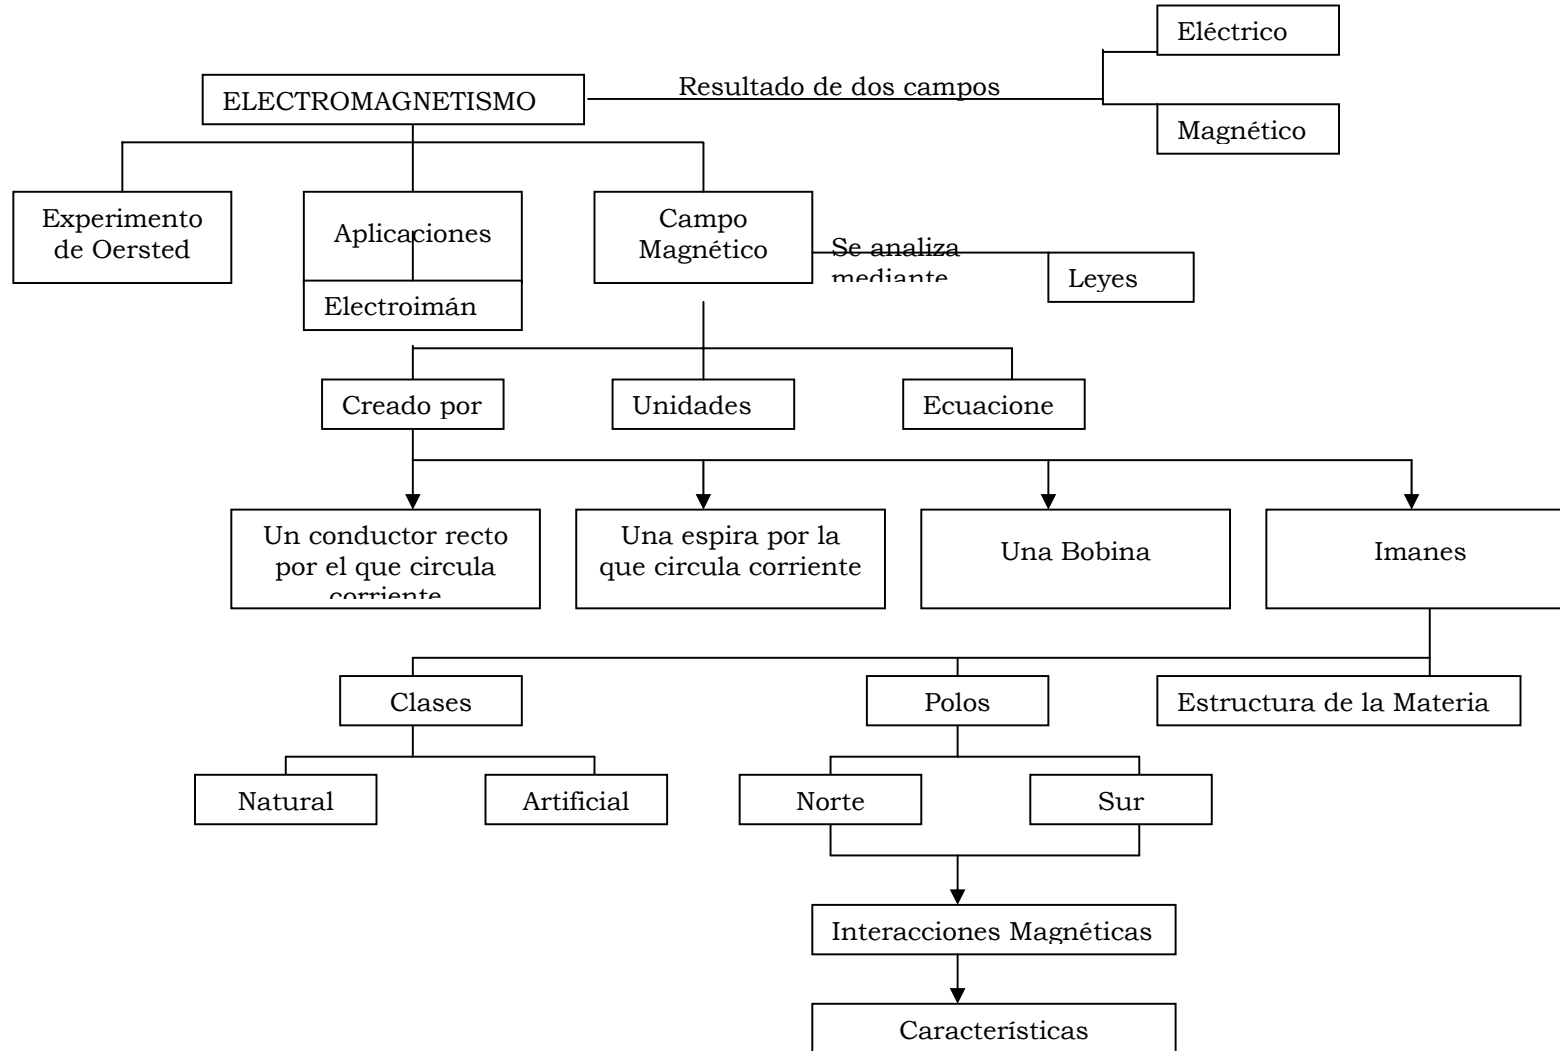 Eléctrico
Resultado de dos campos
ELECTROMAGNETISMO
Magnético
Experimento
de Oersted
Aplicaciones
Campo
Magnético
Se analiza
mediante
Leyes
Electroimán
Creado por
Unidades
Ecuacione
Un conductor recto
por el que circula
corriente
Una espira por la
que circula corriente
Una Bobina
Imanes
Clases
Polos
Estructura de la Materia
Natural
Artificial
Norte
Sur
Interacciones Magnéticas
Características